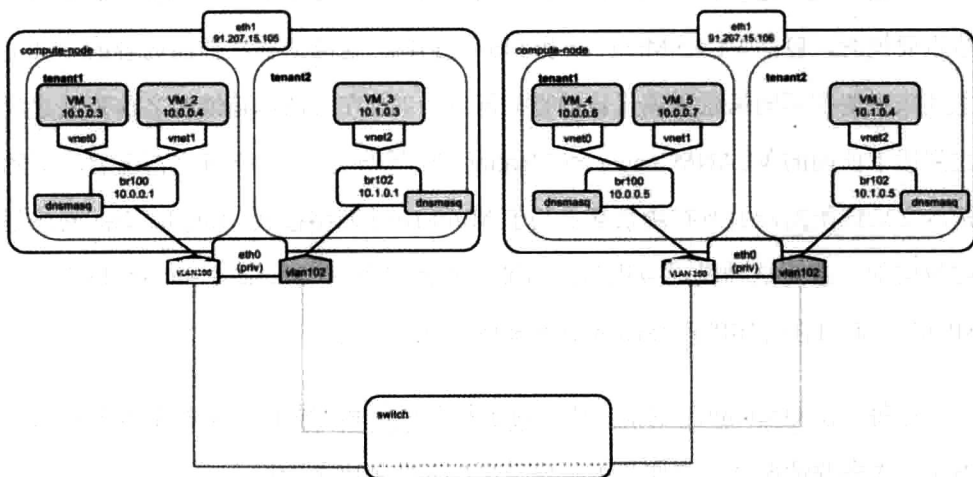 eth1
91.207.15.105
compute-node
tenant1
tenant2
VM_1
10.0.0.3
VM_2
10.0.0.4
VM_3
10.1.0.3
vnet0
vnet1
vnet2
br100
10.0.0.1
dnsmasq
br102
10.1.0.1
dnsmasq
eth0
(priv)
VLAN100
vlan102
eth1
91.207.15.106
compute-node
tenant1
tenant2
VM_4
10.0.0.6
VM_5
10.0.0.7
VM_6
10.1.0.4
vnet0
vnet1
vnet2
br100
10.0.0.5
dnsmasq
br102
10.1.0.5
dnsmasq
eth0
(priv)
VLAN 100
vlan102
switch